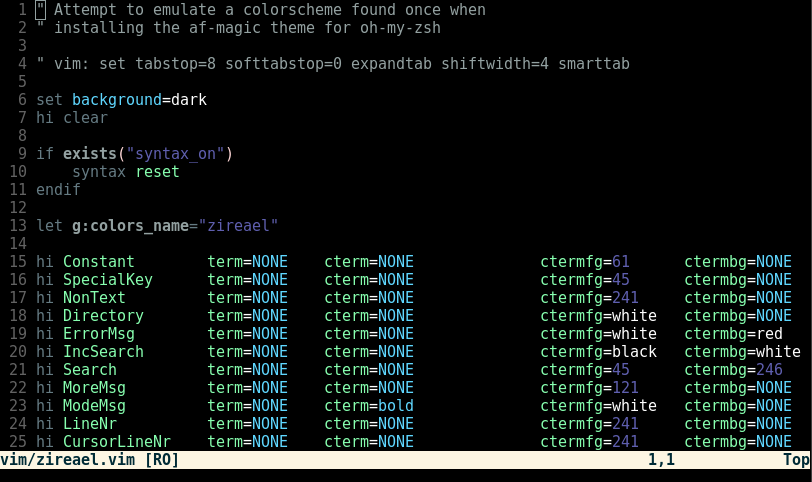 1 " Attempt to emulate a colorscheme found once when
2 " installing the af-magic theme for oh-my-zsh
3
4 " vim: set tabstop=8 softtabstop=0 expandtab shiftwidth=4 smarttab
5
6 set background=dark
7 hi clear
8
9 if exists("syntax_on")
10     syntax reset
11 endif
12
13 let g:colors_name="zireael"
14
15 hi Constant        term=NONE    cterm=NONE              ctermfg=61      ctermbg=NONE
16 hi SpecialKey      term=NONE    cterm=NONE              ctermfg=45      ctermbg=NONE
17 hi NonText         term=NONE    cterm=NONE              ctermfg=241     ctermbg=NONE
18 hi Directory       term=NONE    cterm=NONE              ctermfg=white   ctermbg=NONE
19 hi ErrorMsg        term=NONE    cterm=NONE              ctermfg=white   ctermbg=red
20 hi IncSearch       term=NONE    cterm=NONE              ctermfg=black   ctermbg=white
21 hi Search          term=NONE    cterm=NONE              ctermfg=45      ctermbg=246
22 hi MoreMsg         term=NONE    cterm=NONE              ctermfg=121     ctermbg=NONE
23 hi ModeMsg         term=NONE    cterm=bold              ctermfg=white   ctermbg=NONE
24 hi LineNr          term=NONE    cterm=NONE              ctermfg=241     ctermbg=NONE
25 hi CursorLineNr    term=NONE    cterm=NONE              ctermfg=241     ctermbg=NONE
vim/zireael.vim [RO]                                    1,1            Top